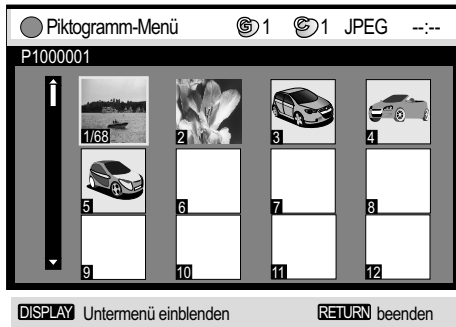 Piktogramm-Menü G 1 C 1 JPEG --:--
P1000001
1/68 2 3 4
5 6 7 8
9 10 11 12
DISPLAY Untermenü einblenden RETURN beenden